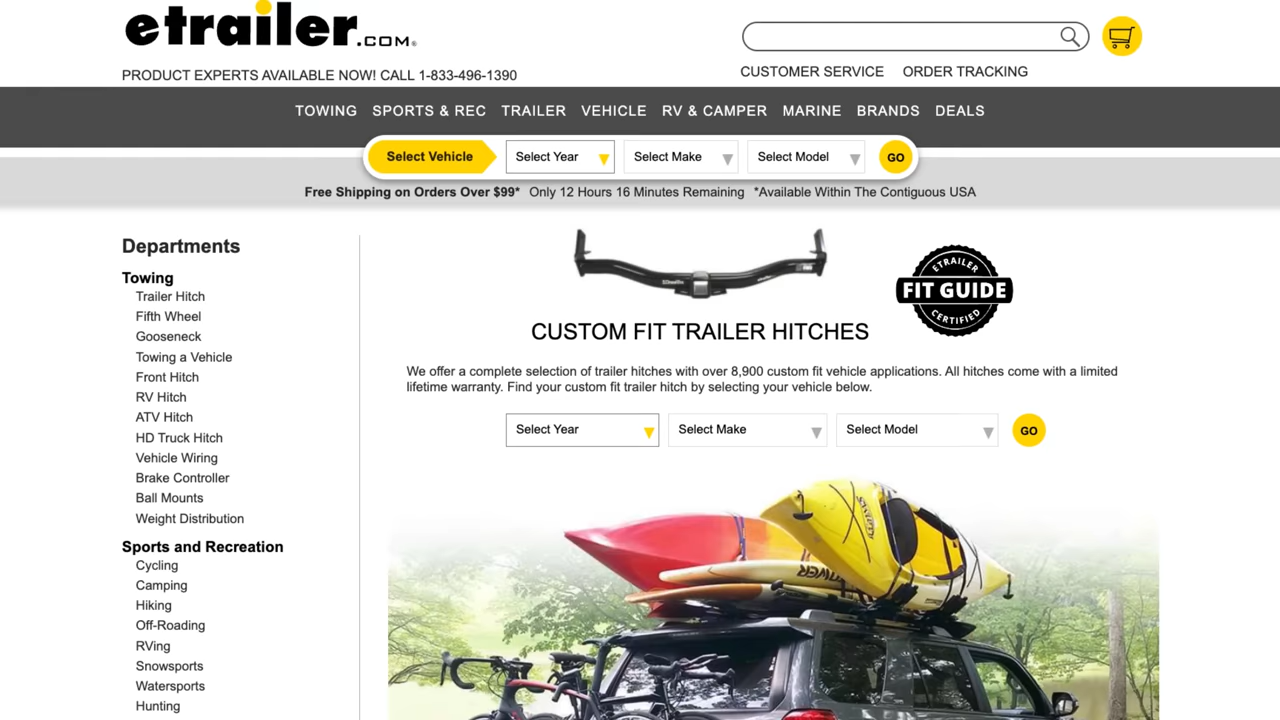 etrailer.COM®
PRODUCT EXPERTS AVAILABLE NOW! CALL 1-833-496-1390
CUSTOMER SERVICE ORDER TRACKING
TOWING SPORTS & REC TRAILER VEHICLE RV & CAMPER MARINE BRANDS DEALS
Select Vehicle Select Year Select Make Select Model GO
Free Shipping on Orders Over $99* Only 12 Hours 16 Minutes Remaining *Available Within The Contiguous USA
Departments
Towing
Trailer Hitch
Fifth Wheel
Gooseneck
Towing a Vehicle
Front Hitch
RV Hitch
ATV Hitch
HD Truck Hitch
Vehicle Wiring
Brake Controller
Ball Mounts
Weight Distribution
Sports and Recreation
Cycling
Camping
Hiking
Off-Roading
RVing
Snowsports
Watersports
Hunting
ETRAILER
FIT GUIDE
CERTIFIED
CUSTOM FIT TRAILER HITCHES
We offer a complete selection of trailer hitches with over 8,900 custom fit vehicle applications. All hitches come with a limited
lifetime warranty. Find your custom fit trailer hitch by selecting your vehicle below.
Select Year Select Make Select Model GO